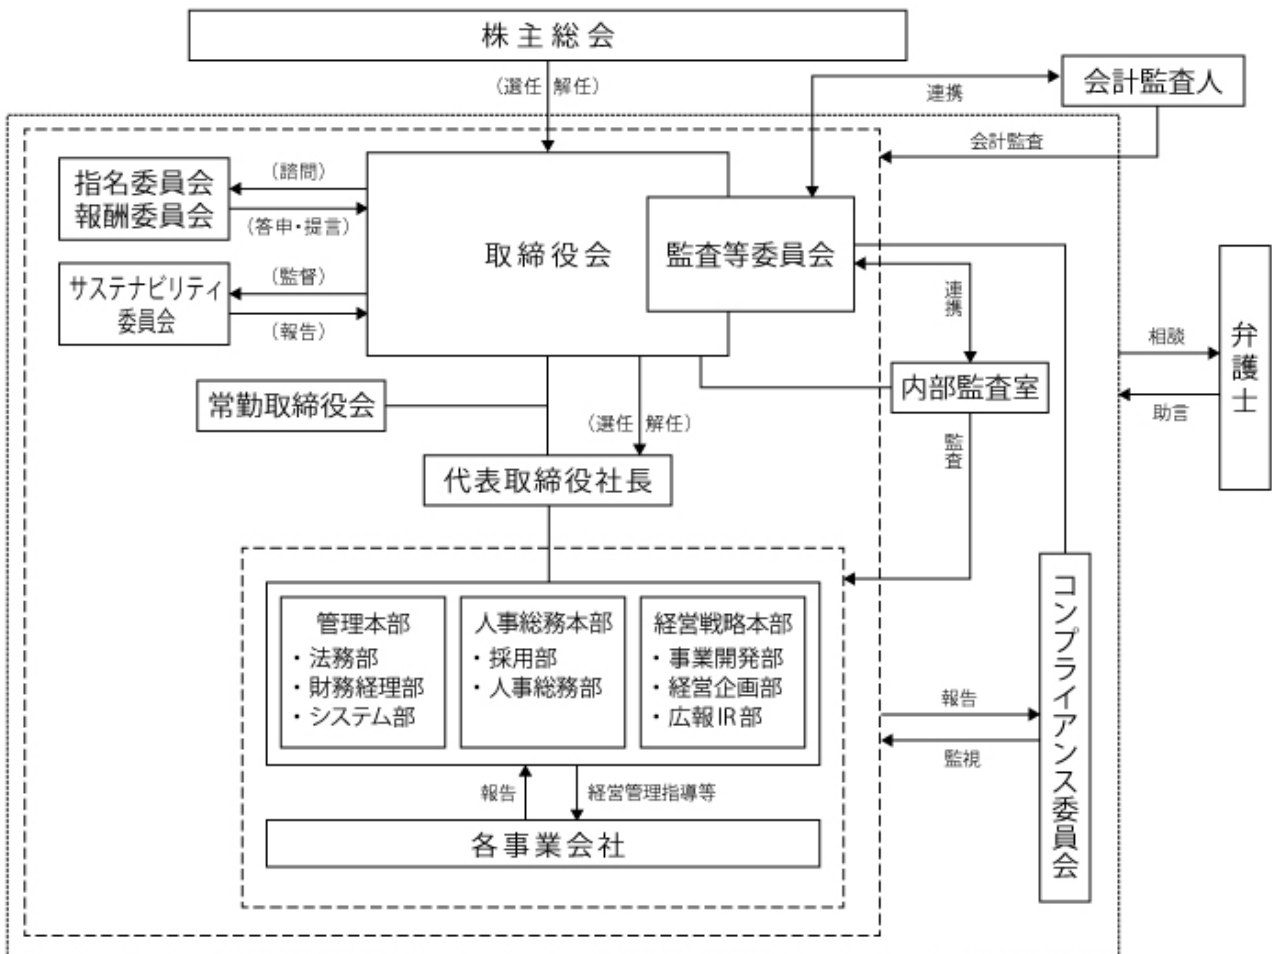 株主総会
（選任 解任）
会計監査人
連携
会計監査
指名委員会
報酬委員会
（諮問）
（答申・提言）
取締役会
監査等委員会
サステナビリティ
委員会
（監督）
（報告）
連携
弁護士
相談
助言
内部監査室
常勤取締役会
（選任 解任）
監査
代表取締役社長
管理本部
・法務部
・財務経理部
・システム部
人事総務本部
・採用部
・人事総務部
経営戦略本部
・事業開発部
・経営企画部
・広報IR部
コンプライアンス委員会
報告
監視
報告
経営管理指導等
各事業会社